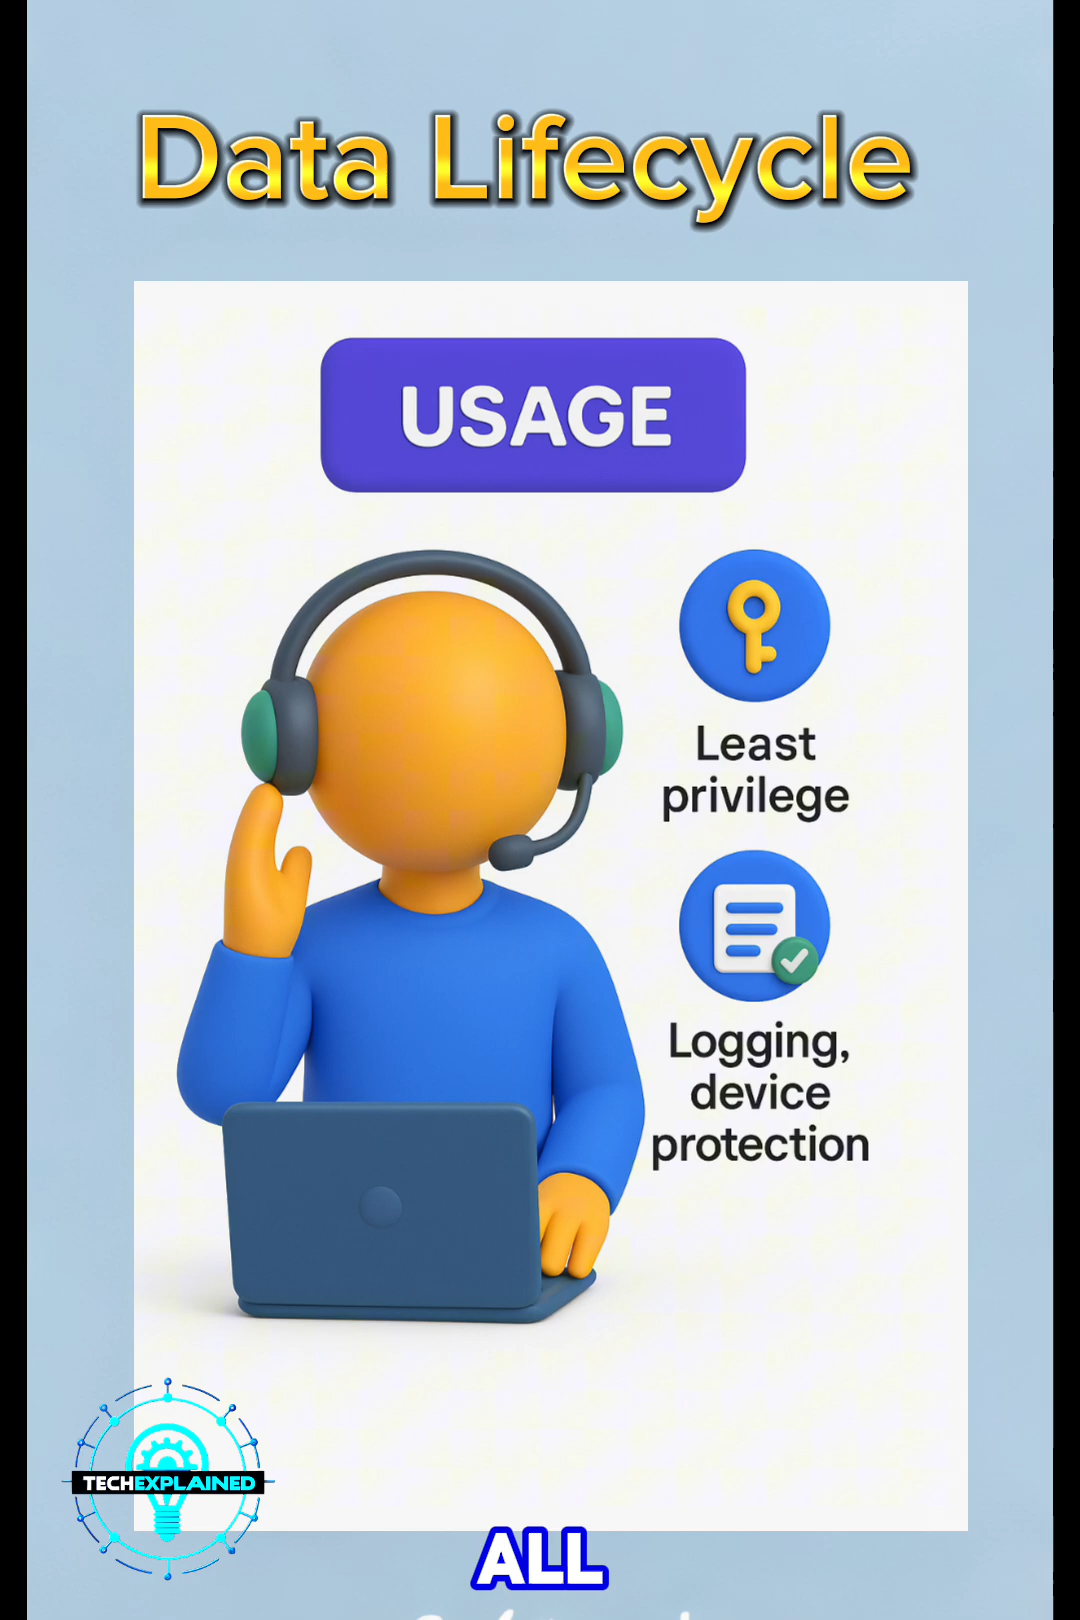 Data Lifecycle
USAGE
Least
privilege
Logging,
device
protection
TECHEXPLAINED
ALL